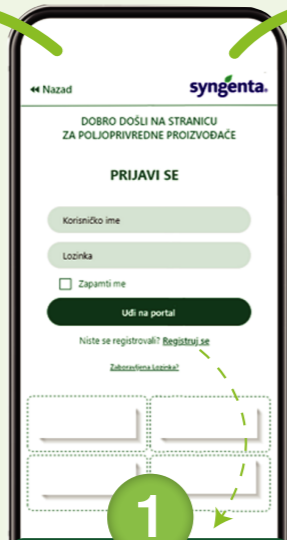 ◄◄ Nazad
syngenta.
DOBRO DOŠLI NA STRANICU
ZA POLJOPRIVREDNE PROIZVOĐAČE
PRIJAVI SE
Korisničko ime
Lozinka
Zapamti me
Uđi na portal
Niste se registrovali? Registruj se
Zaboravljena Lozinka?
1